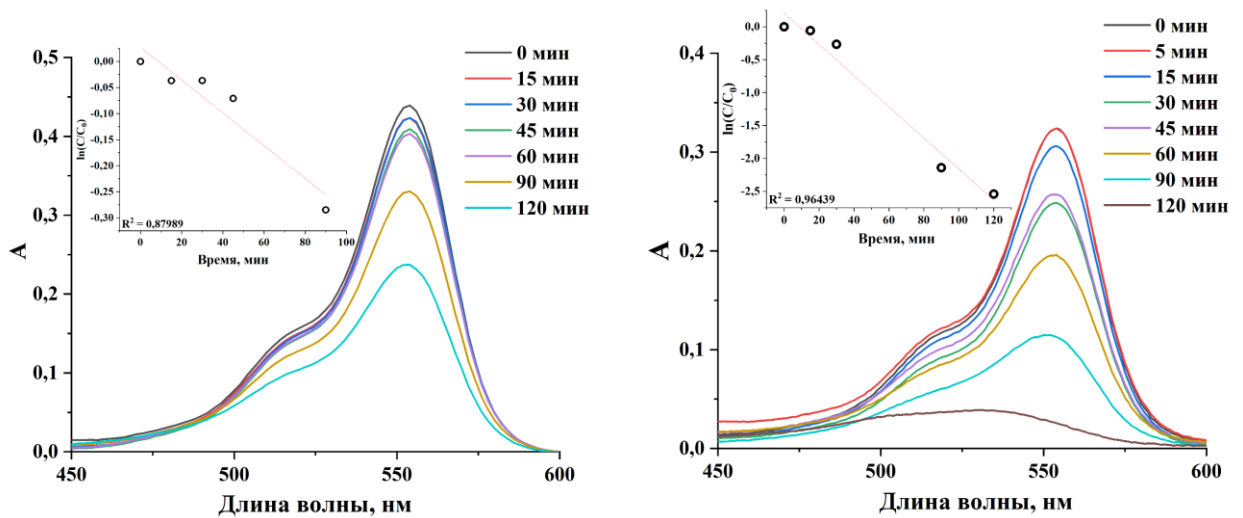 0,5
0,4
0,3
0,2
0,1
0,0
A
450
500
550
600
Длина волны, нм
0 мин
15 мин
30 мин
45 мин
60 мин
90 мин
120 мин
0,00
-0,05
-0,10
-0,15
-0,20
-0,25
-0,30
ln(C/C₀)
R² = 0,87989
0
20
40
60
80
100
Время, мин
0,4
0,3
0,2
0,1
0,0
A
450
500
550
600
Длина волны, нм
0 мин
5 мин
15 мин
30 мин
45 мин
60 мин
90 мин
120 мин
0,0
-0,5
-1,0
-1,5
-2,0
-2,5
ln(C/C₀)
R² = 0,96439
0
20
40
60
80
100
120
Время, мин